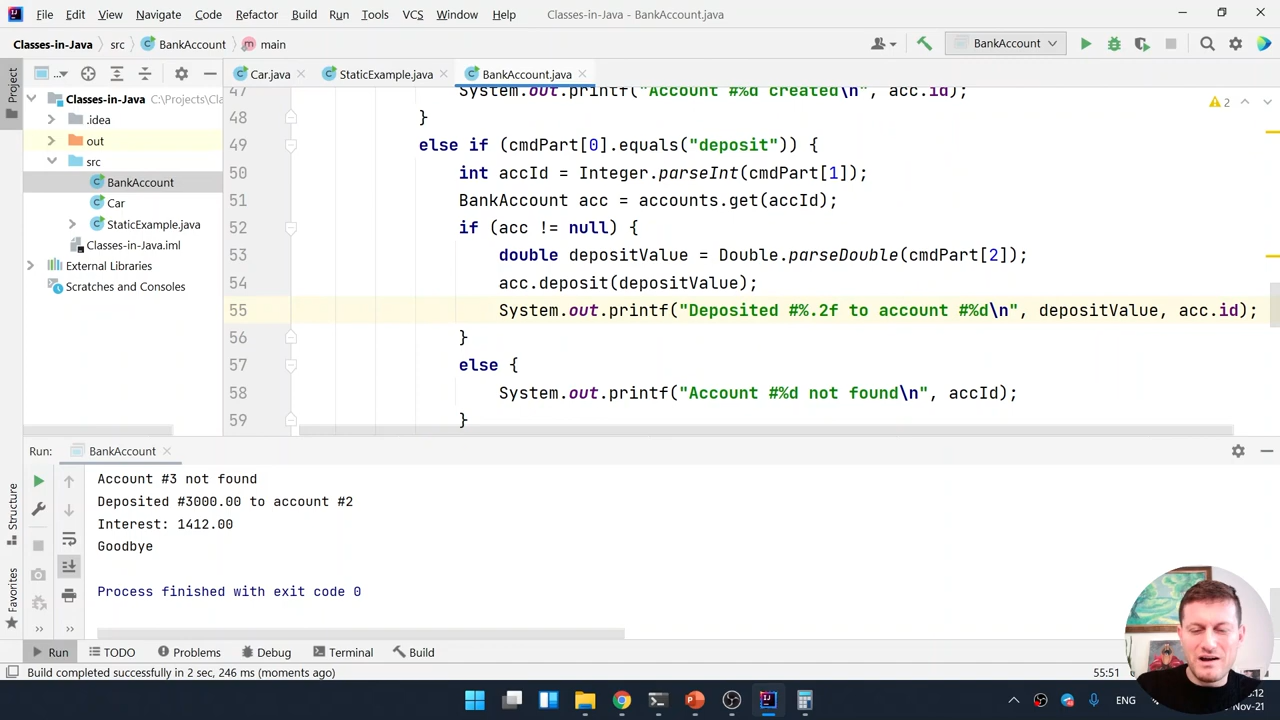 File Edit View Navigate Code Refactor Build Run Tools VCS Window Help Classes-in-Java - BankAccount.java
Classes-in-Java src BankAccount main BankAccount
Project
... Car.java StaticExample.java BankAccount.java
Classes-in-Java C:\Projects\Cla
.idea
out
src
BankAccount
Car
StaticExample.java
Classes-in-Java.iml
External Libraries
Scratches and Consoles
2
47 System.out.printf("Account #%d created\n", acc.id);
48 }
49 else if (cmdPart[0].equals("deposit")) {
50 int accId = Integer.parseInt(cmdPart[1]);
51 BankAccount acc = accounts.get(accId);
52 if (acc != null) {
53 double depositValue = Double.parseDouble(cmdPart[2]);
54 acc.deposit(depositValue);
55 System.out.printf("Deposited #%.2f to account #%d\n", depositValue, acc.id);
56 }
57 else {
58 System.out.printf("Account #%d not found\n", accId);
59 }
Run: BankAccount
Structure
Favorites
Account #3 not found
Deposited #3000.00 to account #2
Interest: 1412.00
Goodbye
Process finished with exit code 0
Run TODO Problems Debug Terminal Build
Build completed successfully in 2 sec, 246 ms (moments ago) 55:51
ENG :12
-Nov-21